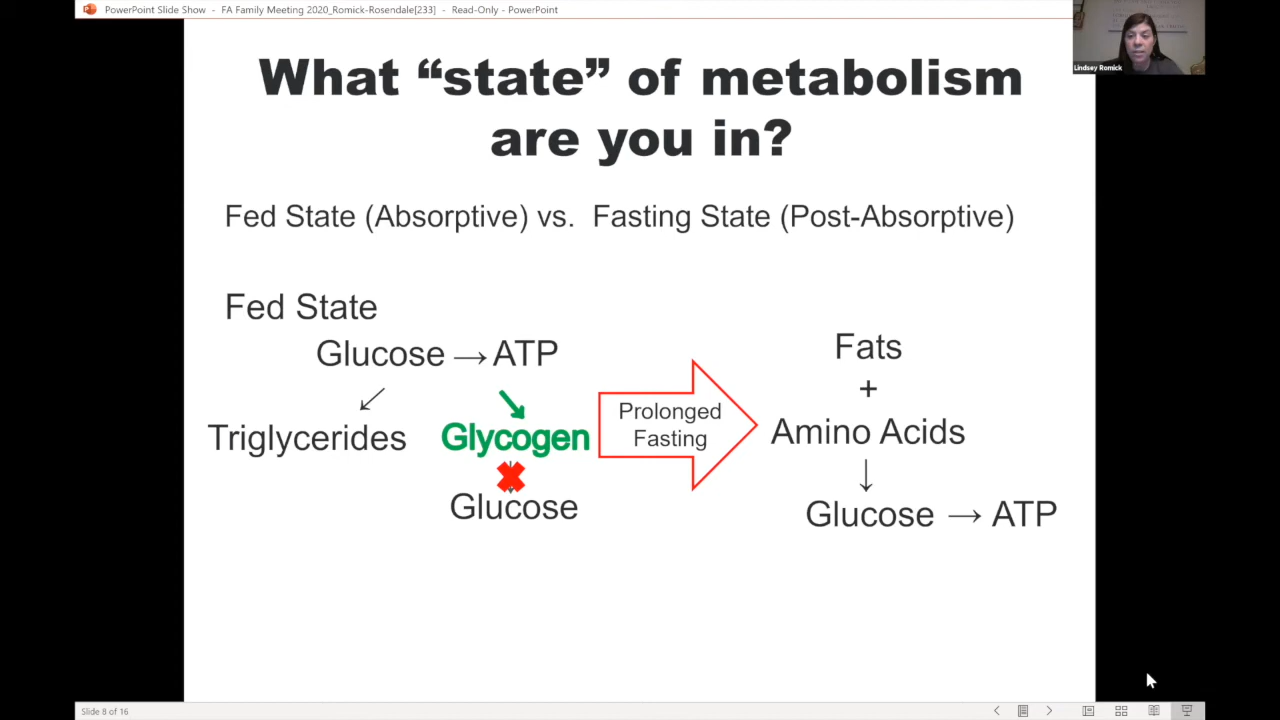 PowerPoint Slide Show - FA Family Meeting 2020_Romick-Rosendale[233] - Read-Only - PowerPoint
Lindsey Romick
What “state” of metabolism
are you in?
Fed State (Absorptive) vs. Fasting State (Post-Absorptive)
Fed State
Glucose → ATP
↙ ↘
Triglycerides Glycogen
Glucose
Prolonged
Fasting
Fats
+
Amino Acids
↓
Glucose → ATP
Slide 8 of 16